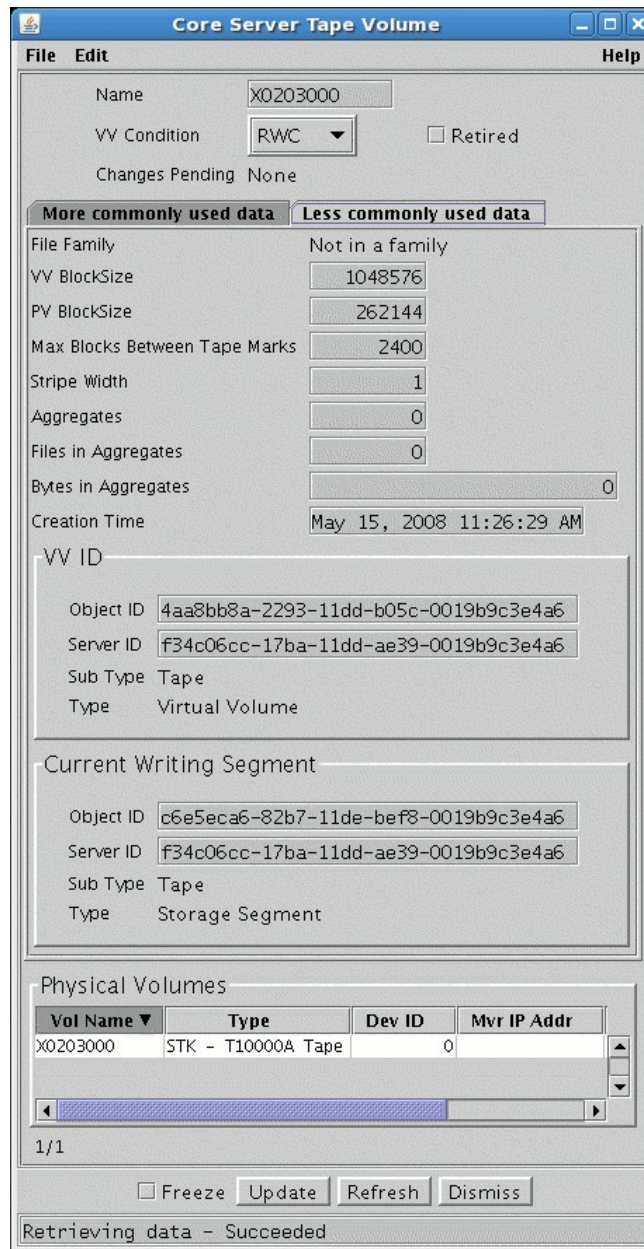 Core Server Tape Volume
File Edit Help
Name X0203000
VV Condition RWC Retired
Changes Pending None
More commonly used data Less commonly used data
File Family Not in a family
VV BlockSize 1048576
PV BlockSize 262144
Max Blocks Between Tape Marks 2400
Stripe Width 1
Aggregates 0
Files in Aggregates 0
Bytes in Aggregates 0
Creation Time May 15, 2008 11:26:29 AM
VV ID
Object ID 4aa8bb8a-2293-11dd-b05c-0019b9c3e4a6
Server ID f34c06cc-17ba-11dd-ae39-0019b9c3e4a6
Sub Type Tape
Type Virtual Volume
Current Writing Segment
Object ID c6e5eca6-82b7-11de-bef8-0019b9c3e4a6
Server ID f34c06cc-17ba-11dd-ae39-0019b9c3e4a6
Sub Type Tape
Type Storage Segment
Physical Volumes
Vol Name Type Dev ID Mvr IP Addr
X0203000 STK - T10000A Tape 0
1/1
Freeze Update Refresh Dismiss
Retrieving data - Succeeded